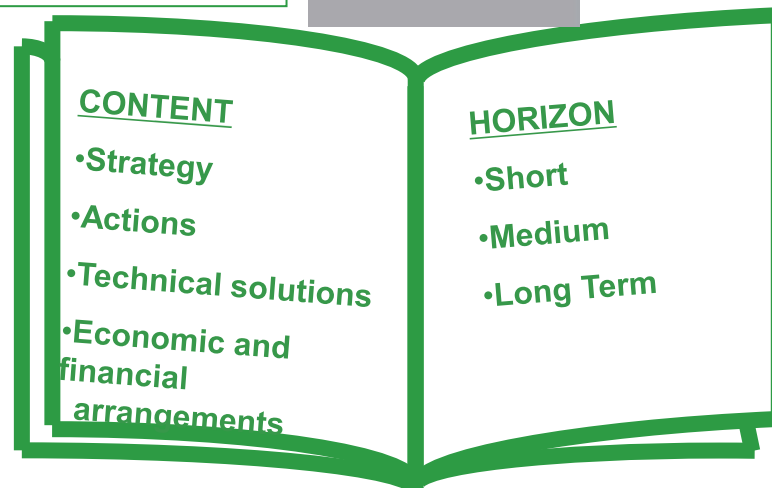 CONTENT
•Strategy
•Actions
•Technical solutions
•Economic and
financial
arrangements
HORIZON
•Short
•Medium
•Long Term